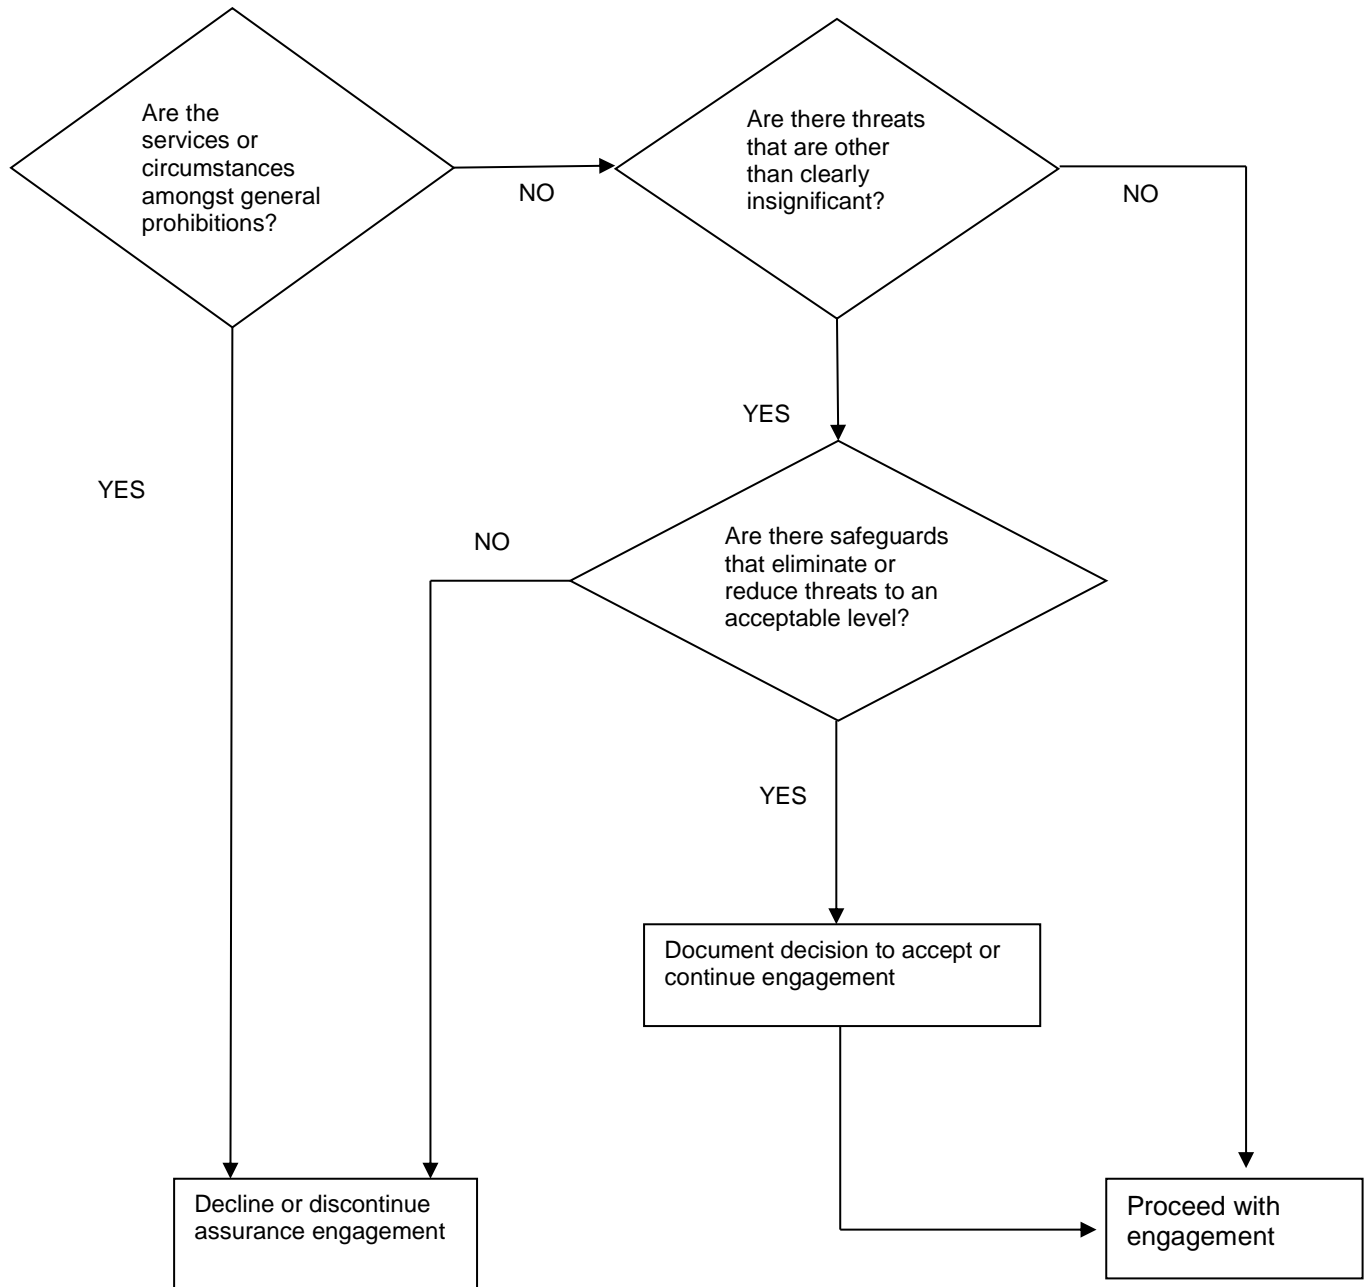 Are the
services or
circumstances
amongst general
prohibitions?
NO
Are there threats
that are other
than clearly
insignificant?
NO
YES
YES
NO
Are there safeguards
that eliminate or
reduce threats to an
acceptable level?
YES
Document decision to accept or
continue engagement
Decline or discontinue
assurance engagement
Proceed with
engagement